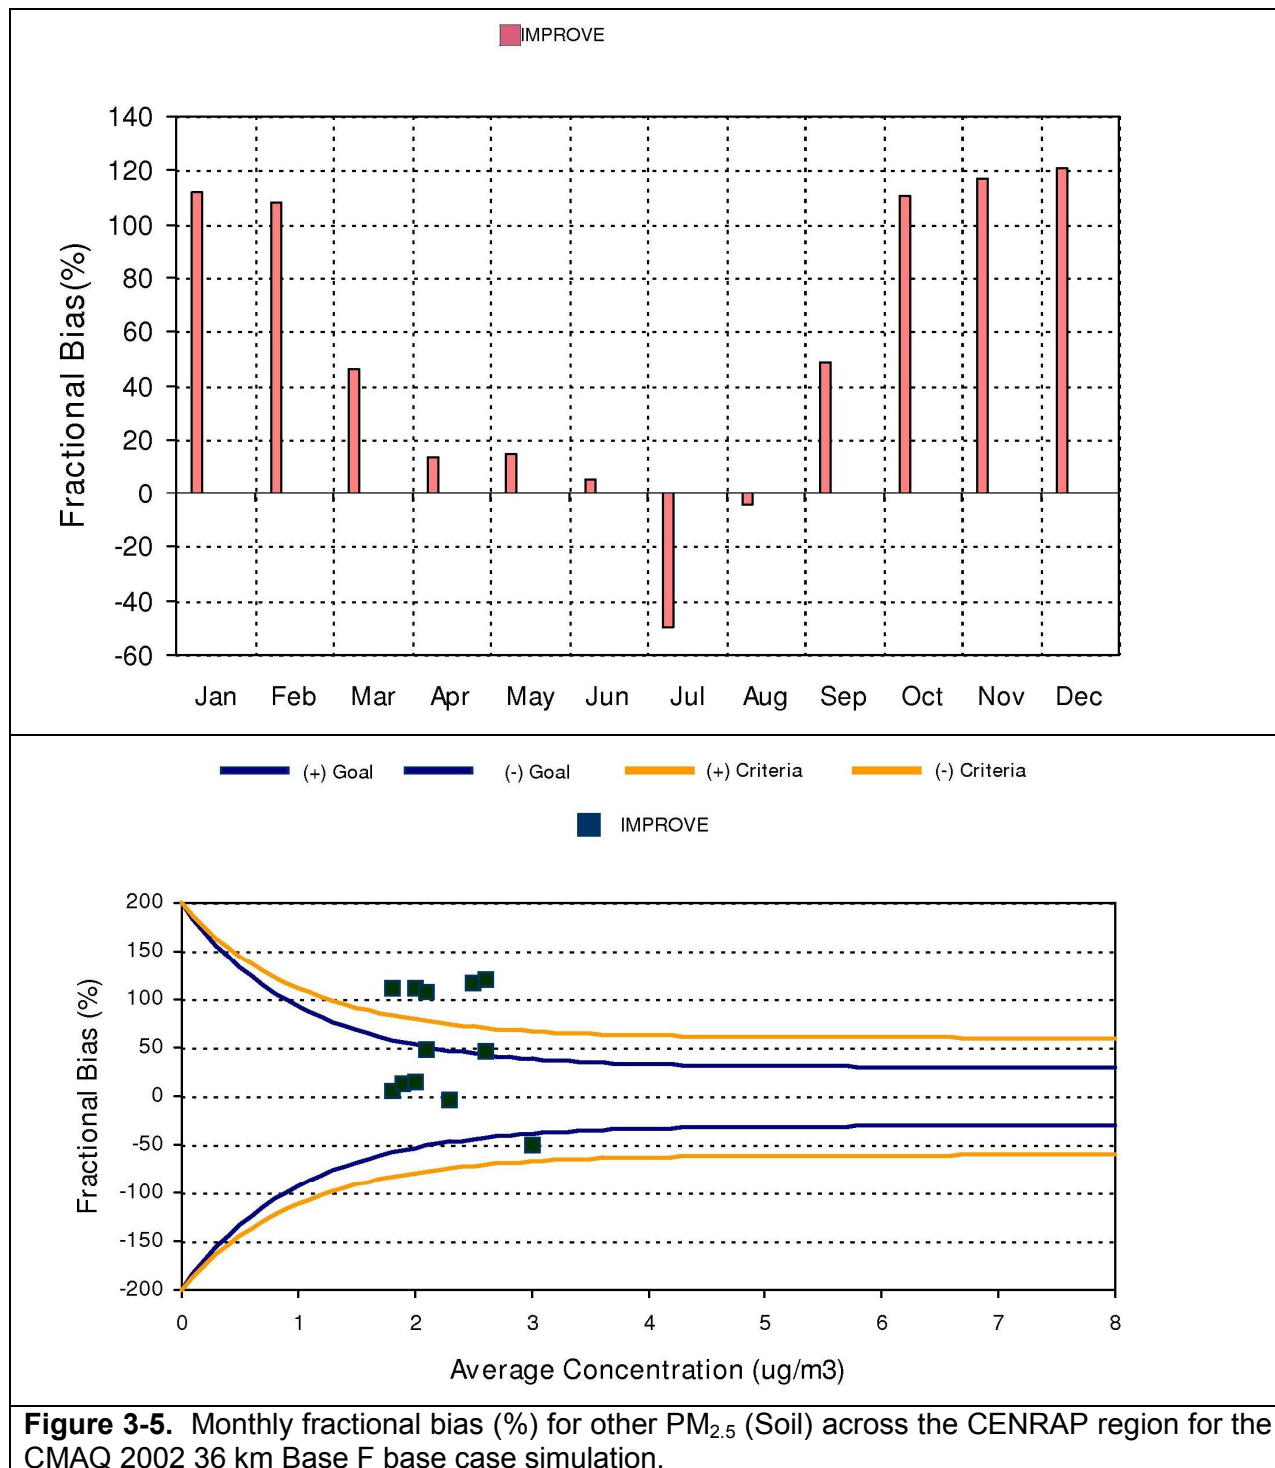 IMPROVE
140
120
100
80
60
40
20
0
-20
-40
-60
Fractional Bias(%)
Jan Feb Mar Apr May Jun Jul Aug Sep Oct Nov Dec
(+) Goal (-) Goal (+) Criteria (-) Criteria
IMPROVE
200
150
100
50
0
-50
-100
-150
-200
Fractional Bias (%)
0 1 2 3 4 5 6 7 8
Average Concentration (ug/m3)
Figure 3-5. Monthly fractional bias (%) for other PM2.5 (Soil) across the CENRAP region for the
CMAQ 2002 36 km Base F base case simulation.